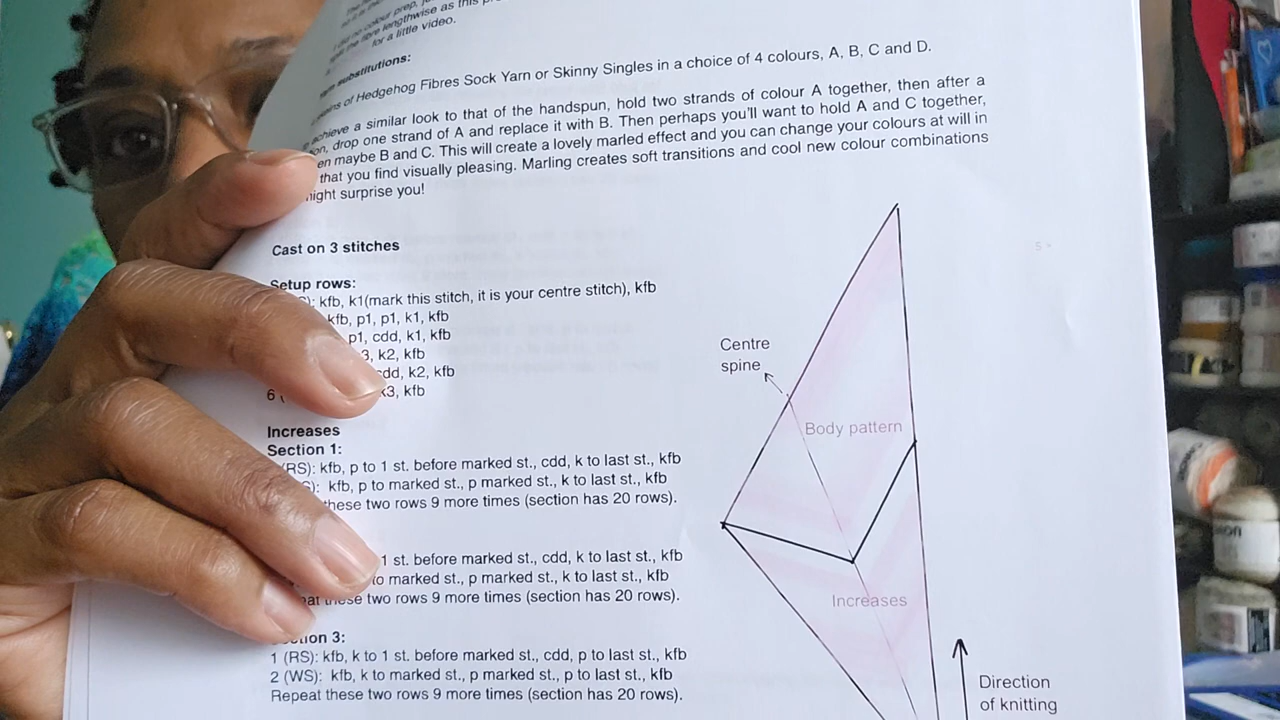 colour prep,
the fibre lengthwise as this
for a little video.
substitutions:
of Hedgehog Fibres Sock Yarn or Skinny Singles in a choice of 4 colours, A, B, C and D.
achieve a similar look to that of the handspun, hold two strands of colour A together, then after a
drop one strand of A and replace it with B. Then perhaps you'll want to hold A and C together,
maybe B and C. This will create a lovely marled effect and you can change your colours at will in
that you find visually pleasing. Marling creates soft transitions and cool new colour combinations
surprise you!
Cast on 3 stitches
Setup rows:
kfb, k1(mark this stitch, it is your centre stitch), kfb
kfb, p1, p1, k1, kfb
p1, cdd, k1, kfb
k2, kfb
k2, kfb
6
kfb
Increases
Section 1:
(RS): kfb, p to 1 st. before marked st., cdd, k to last st., kfb
kfb, p to marked st., p marked st., k to last st., kfb
these two rows 9 more times (section has 20 rows).
1 st. before marked st., cdd, k to last st., kfb
to marked st., p marked st., k to last st., kfb
these two rows 9 more times (section has 20 rows).
3:
1 (RS): kfb, k to 1 st. before marked st., cdd, p to last st., kfb
2 (WS): kfb, k to marked st., p marked st., p to last st., kfb
Repeat these two rows 9 more times (section has 20 rows).
Centre
spine
Body pattern
Increases
Direction
of knitting